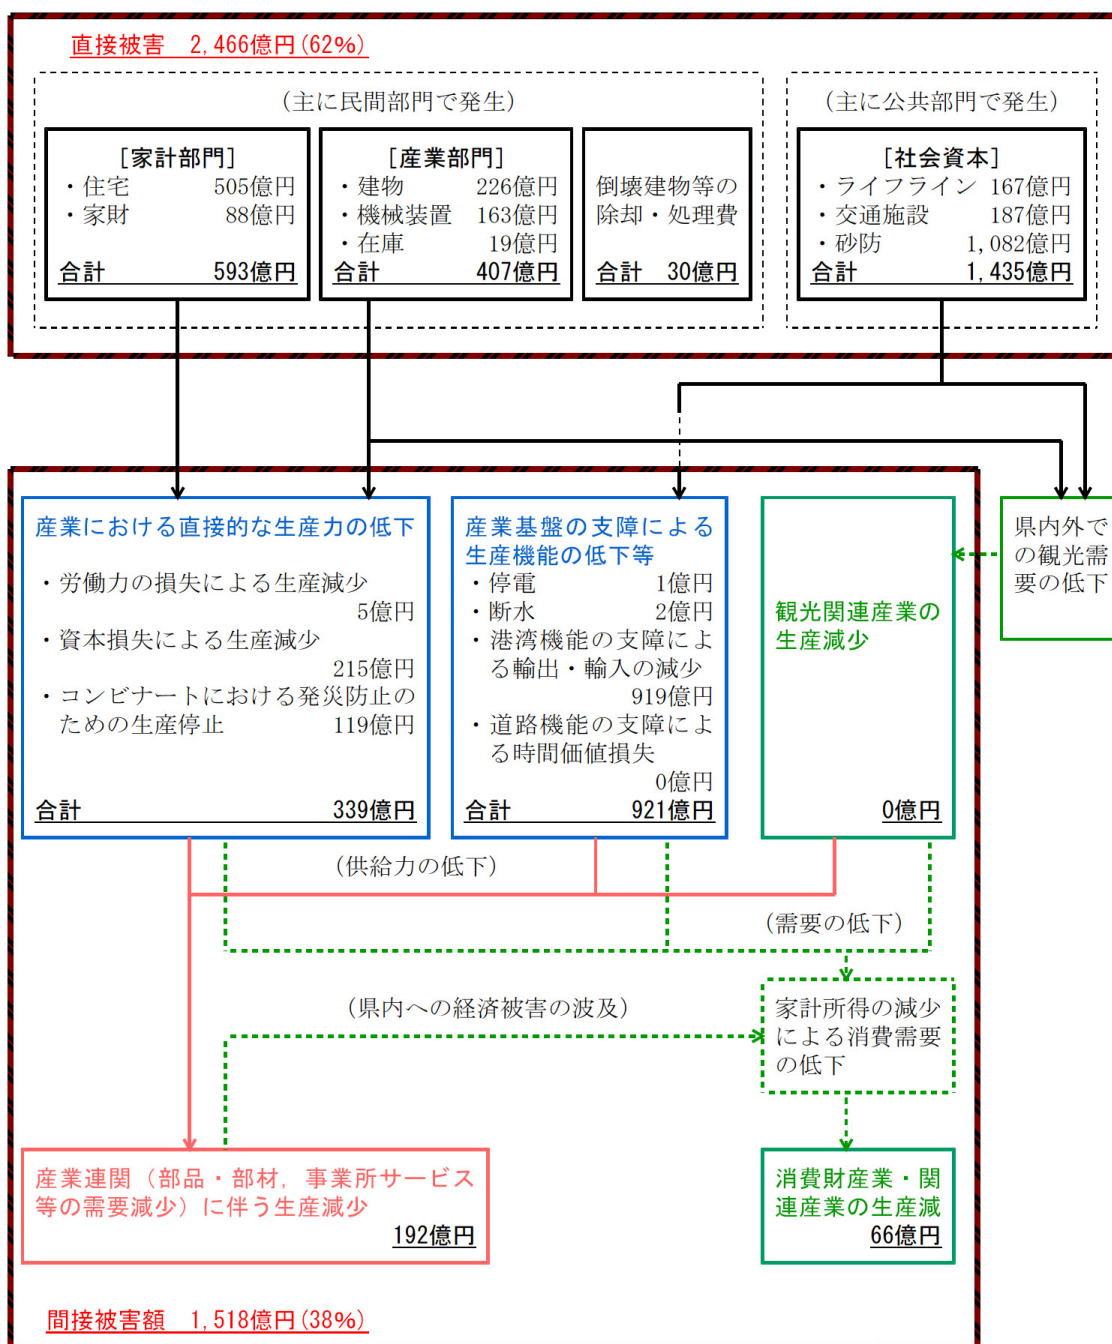 直接被害　2,466億円(62%)
(主に民間部門で発生)
(主に公共部門で発生)
[家計部門]
・住宅　505億円
・家財　88億円
合計　593億円
[産業部門]
・建物　226億円
・機械装置　163億円
・在庫　19億円
合計　407億円
倒壊建物等の
除却・処理費
合計　30億円
[社会資本]
・ライフライン　167億円
・交通施設　187億円
・砂防　1,082億円
合計　1,435億円
産業における直接的な生産力の低下
・労働力の損失による生産減少
5億円
・資本損失による生産減少
215億円
・コンビナートにおける発災防止の
ための生産停止　119億円
合計　339億円
産業基盤の支障による
生産機能の低下等
・停電　1億円
・断水　2億円
・港湾機能の支障によ
る輸出・輸入の減少
919億円
・道路機能の支障によ
る時間価値損失
0億円
合計　921億円
観光関連産業の
生産減少
0億円
県内外で
の観光需
要の低下
(供給力の低下)
(需要の低下)
(県内への経済被害の波及)
家計所得の減少
による消費需要
の低下
産業連関（部品・部材，事業所サービス
等の需要減少）に伴う生産減少
192億円
消費財産業・関
連産業の生産減
66億円
間接被害額　1,518億円(38%)